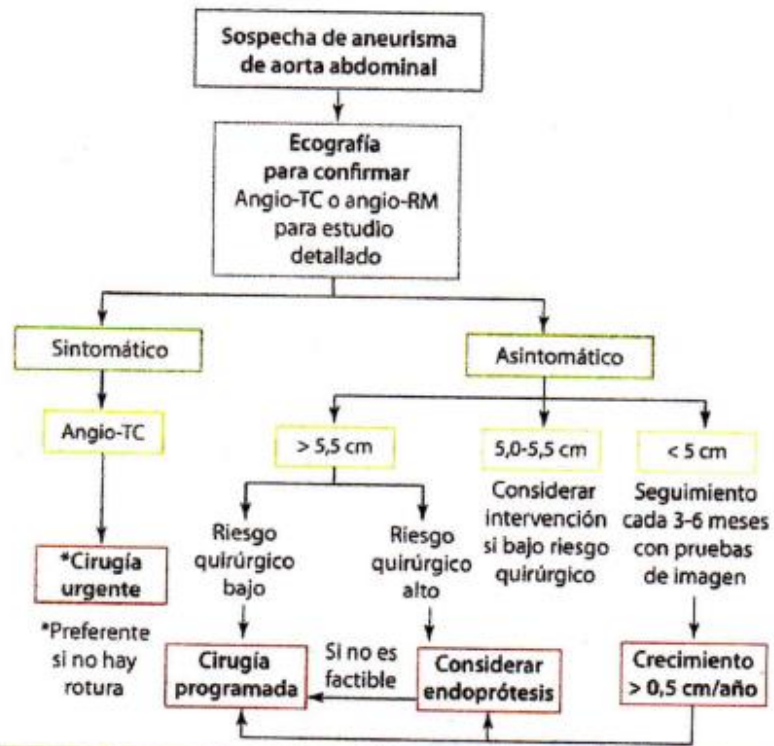 Sospecha de aneurisma
de aorta abdominal
Ecografía
para confirmar
Angio-TC o angio-RM
para estudio
detallado
Sintomático
Asintomático
Angio-TC
> 5,5 cm
5,0-5,5 cm
< 5 cm
Considerar
intervención
si bajo riesgo
quirúrgico
Seguimiento
cada 3-6 meses
con pruebas
de imagen
Riesgo
quirúrgico
bajo
Riesgo
quirúrgico
alto
*Cirugía
urgente
*Preferente
si no hay
rotura
Cirugía
programada
Si no es
factible
Considerar
endoprótesis
Crecimiento
> 0,5 cm/año